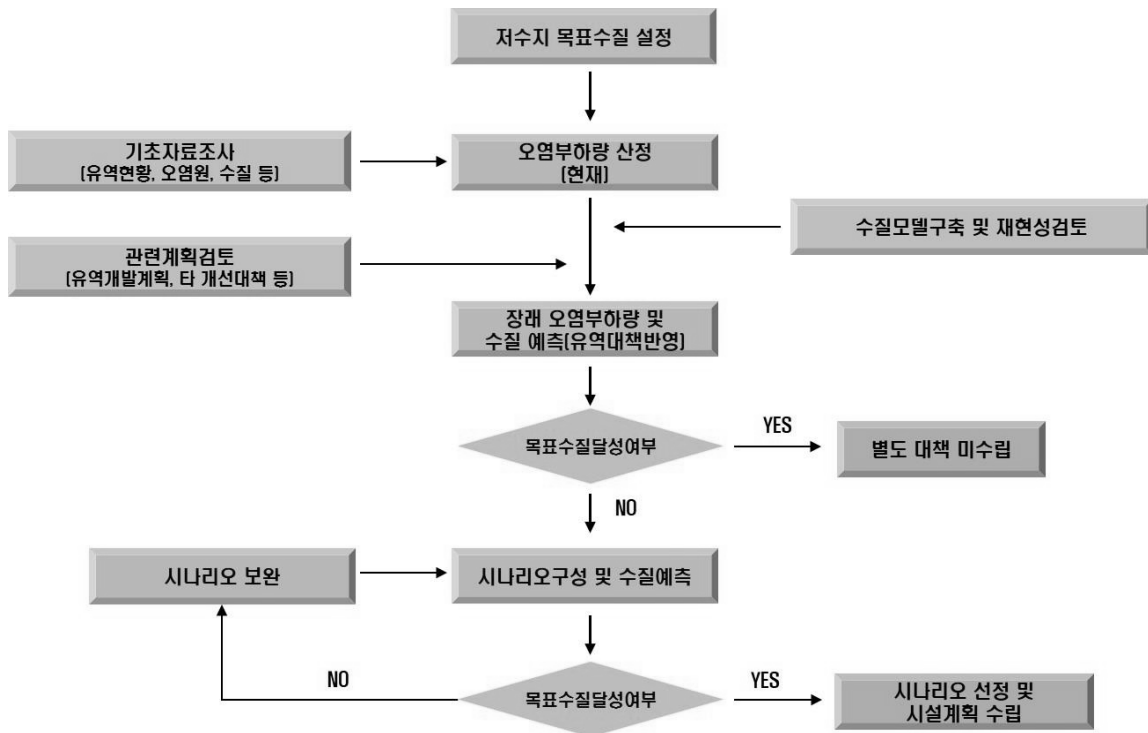 저수지 목표수질 설정
기초자료조사
(유역현황, 오염원, 수질 등)
오염부하량 산정
(현재)
수질모델구축 및 재현성검토
관련계획검토
(유역개발계획, 타 개선대책 등)
장래 오염부하량 및
수질 예측(유역대책반영)
목표수질달성여부
YES
별도 대책 미수립
NO
시나리오 보완
시나리오구성 및 수질예측
NO
목표수질달성여부
YES
시나리오 선정 및
시설계획 수립